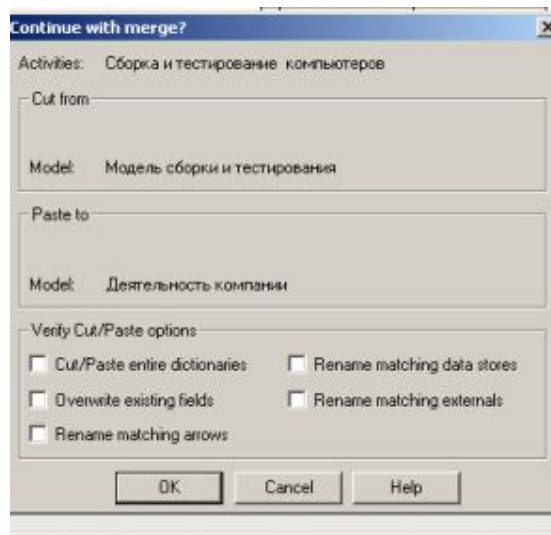 Continue with merge?
Activities: Сборка и тестирование компьютеров
Cut from
Model: Модель сборки и тестирования
Paste to
Model: Деятельность компании
Verify Cut/Paste options
Cut/Paste entire dictionaries Rename matching data stores
Overwrite existing fields Rename matching externals
Rename matching arrows
OK Cancel Help